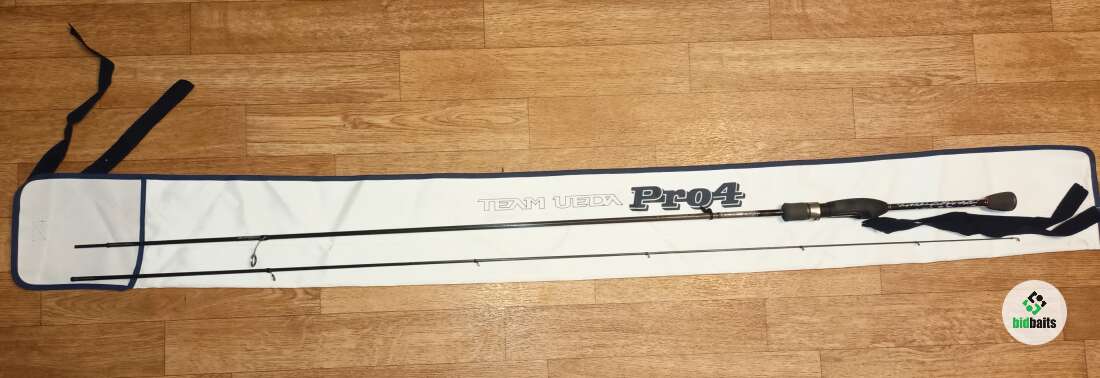 TEAM UEDA Pro4
bidbaits